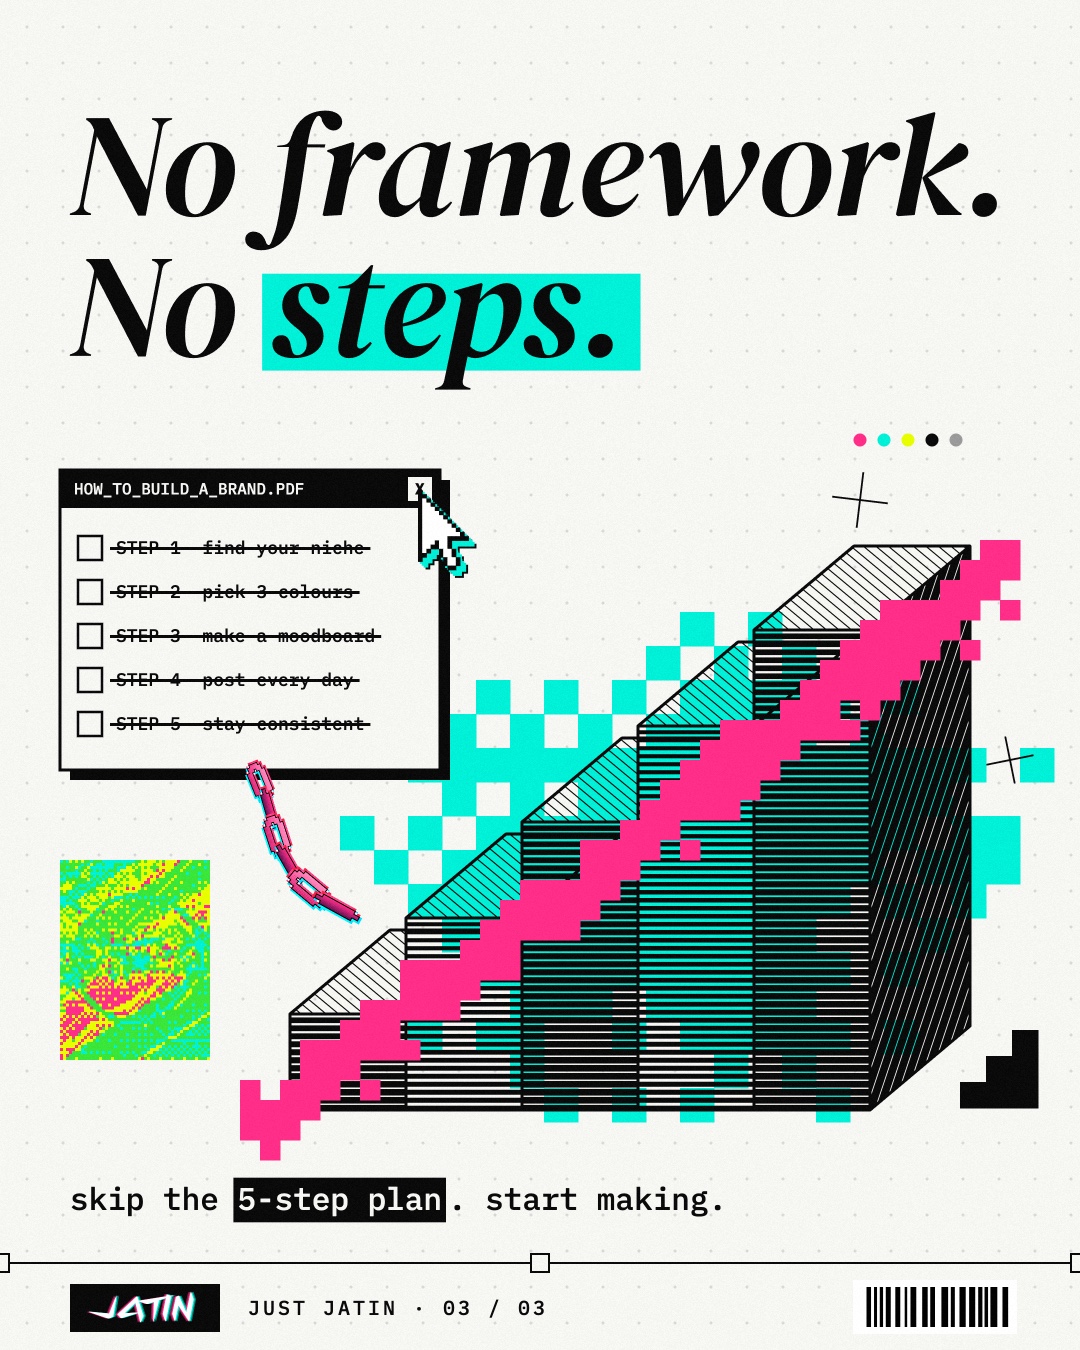 No framework.
No steps.
HOW_TO_BUILD_A_BRAND.PDF
X
STEP 1 find your niche
STEP 2 pick 3 colours
STEP 3 make a moodboard
STEP 4 post every day
STEP 5 stay consistent
skip the 5-step plan. start making.
JATIN
JUST JATIN · 03 / 03